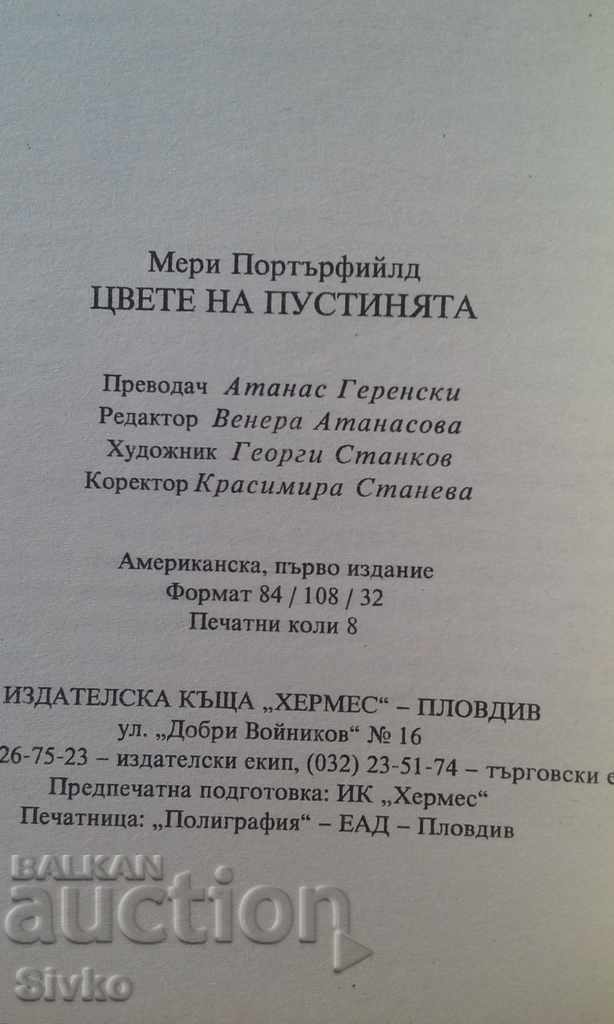 Мери Портърфийлд
ЦВЕТЕ НА ПУСТИНЯТА
Преводач Атанас Геренски
Редактор Венера Атанасова
Художник Георги Станков
Коректор Красимира Станева
Американска, първо издание
Формат 84 / 108 / 32
Печатни коли 8
ИЗДАТЕЛСКА КЪЩА „ХЕРМЕС“ – ПЛОВДИВ
ул. „Добри Войников“ № 16
26-75-23 – издателски екип, (032) 23-51-74 – търговски е
Предпечатна подготовка: ИК „Хермес“
Печатница: „Полиграфия“ – ЕАД – Пловдив
BALKAN
auction
Sivko